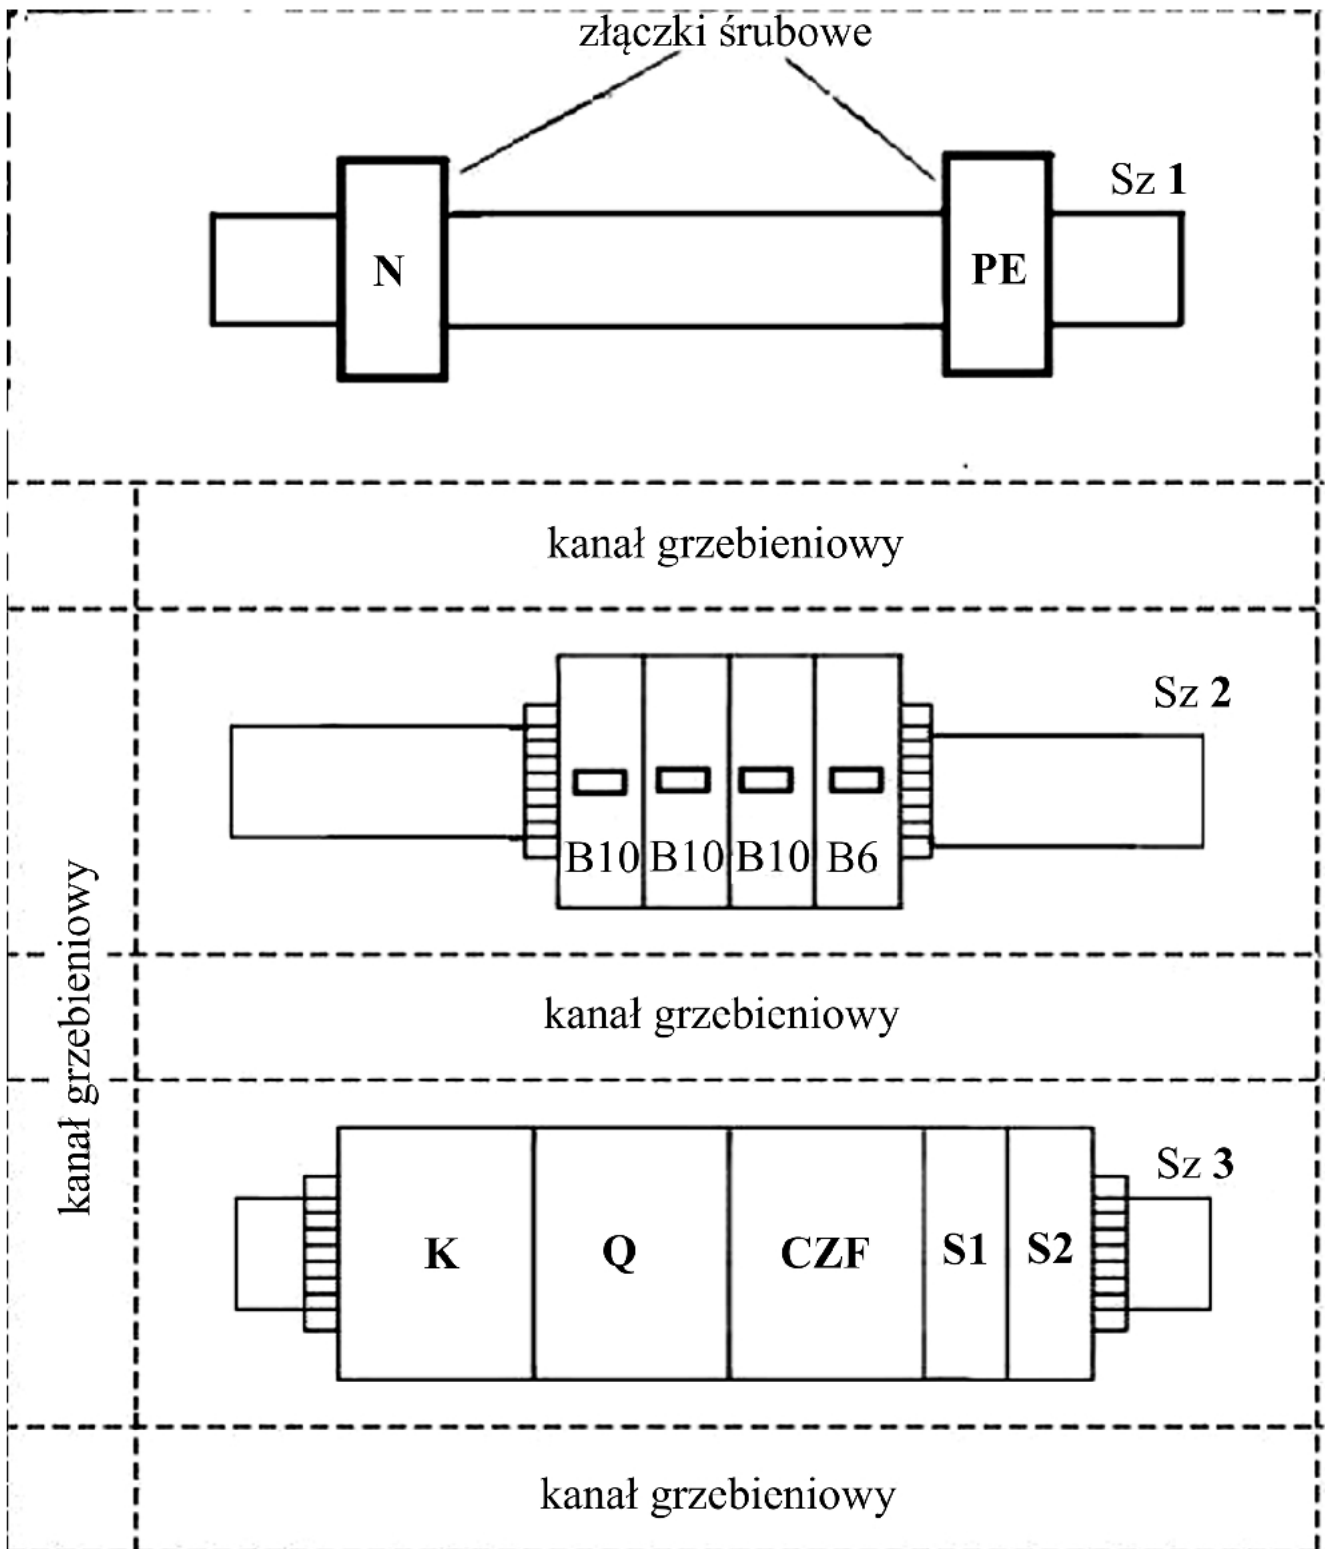 złączki śrubowe
Sz 1
N
PE
kanał grzebieniowy
Sz 2
B10 B10 B10 B6
kanał grzebieniowy
kanał grzebieniowy
Sz 3
K Q CZF S1 S2
kanał grzebieniowy